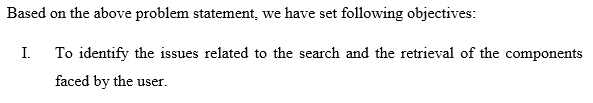 Based on the above problem statement, we have set following objectives:
I. To identify the issues related to the search and the retrieval of the components
faced by the user.